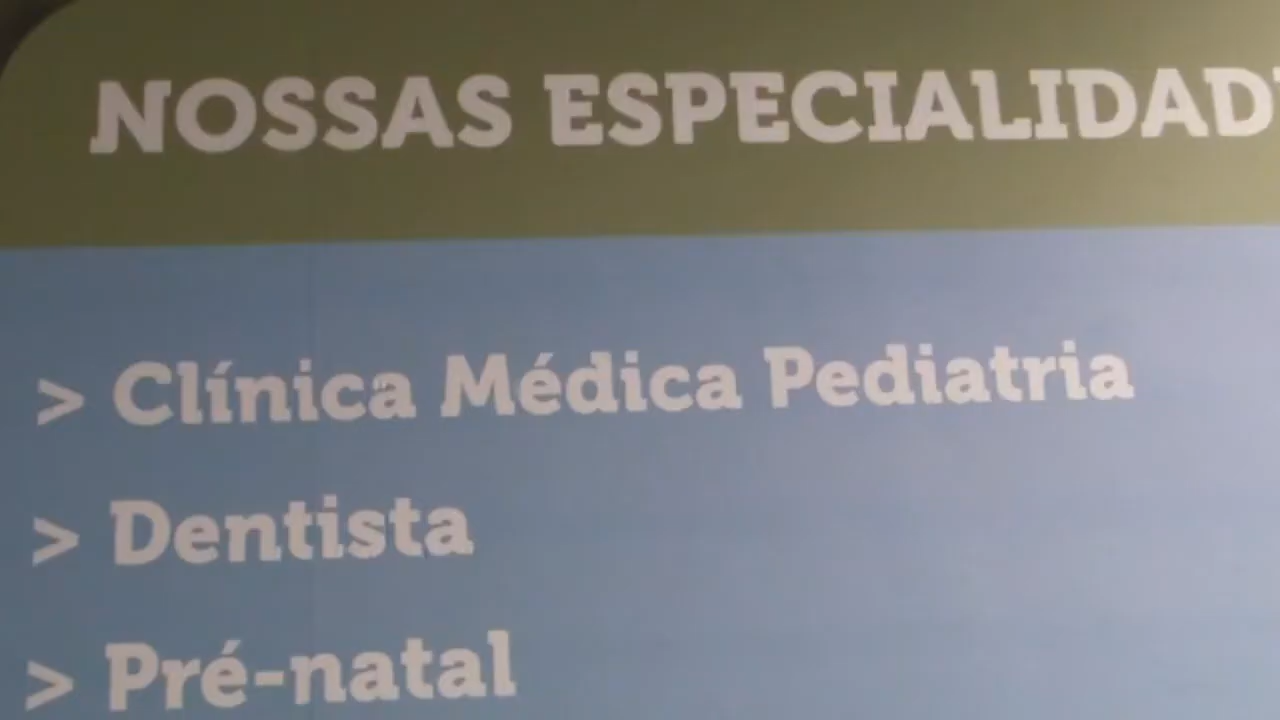 NOSSAS ESPECIALIDAD
> Clínica Médica Pediatria
> Dentista
> Pré-natal